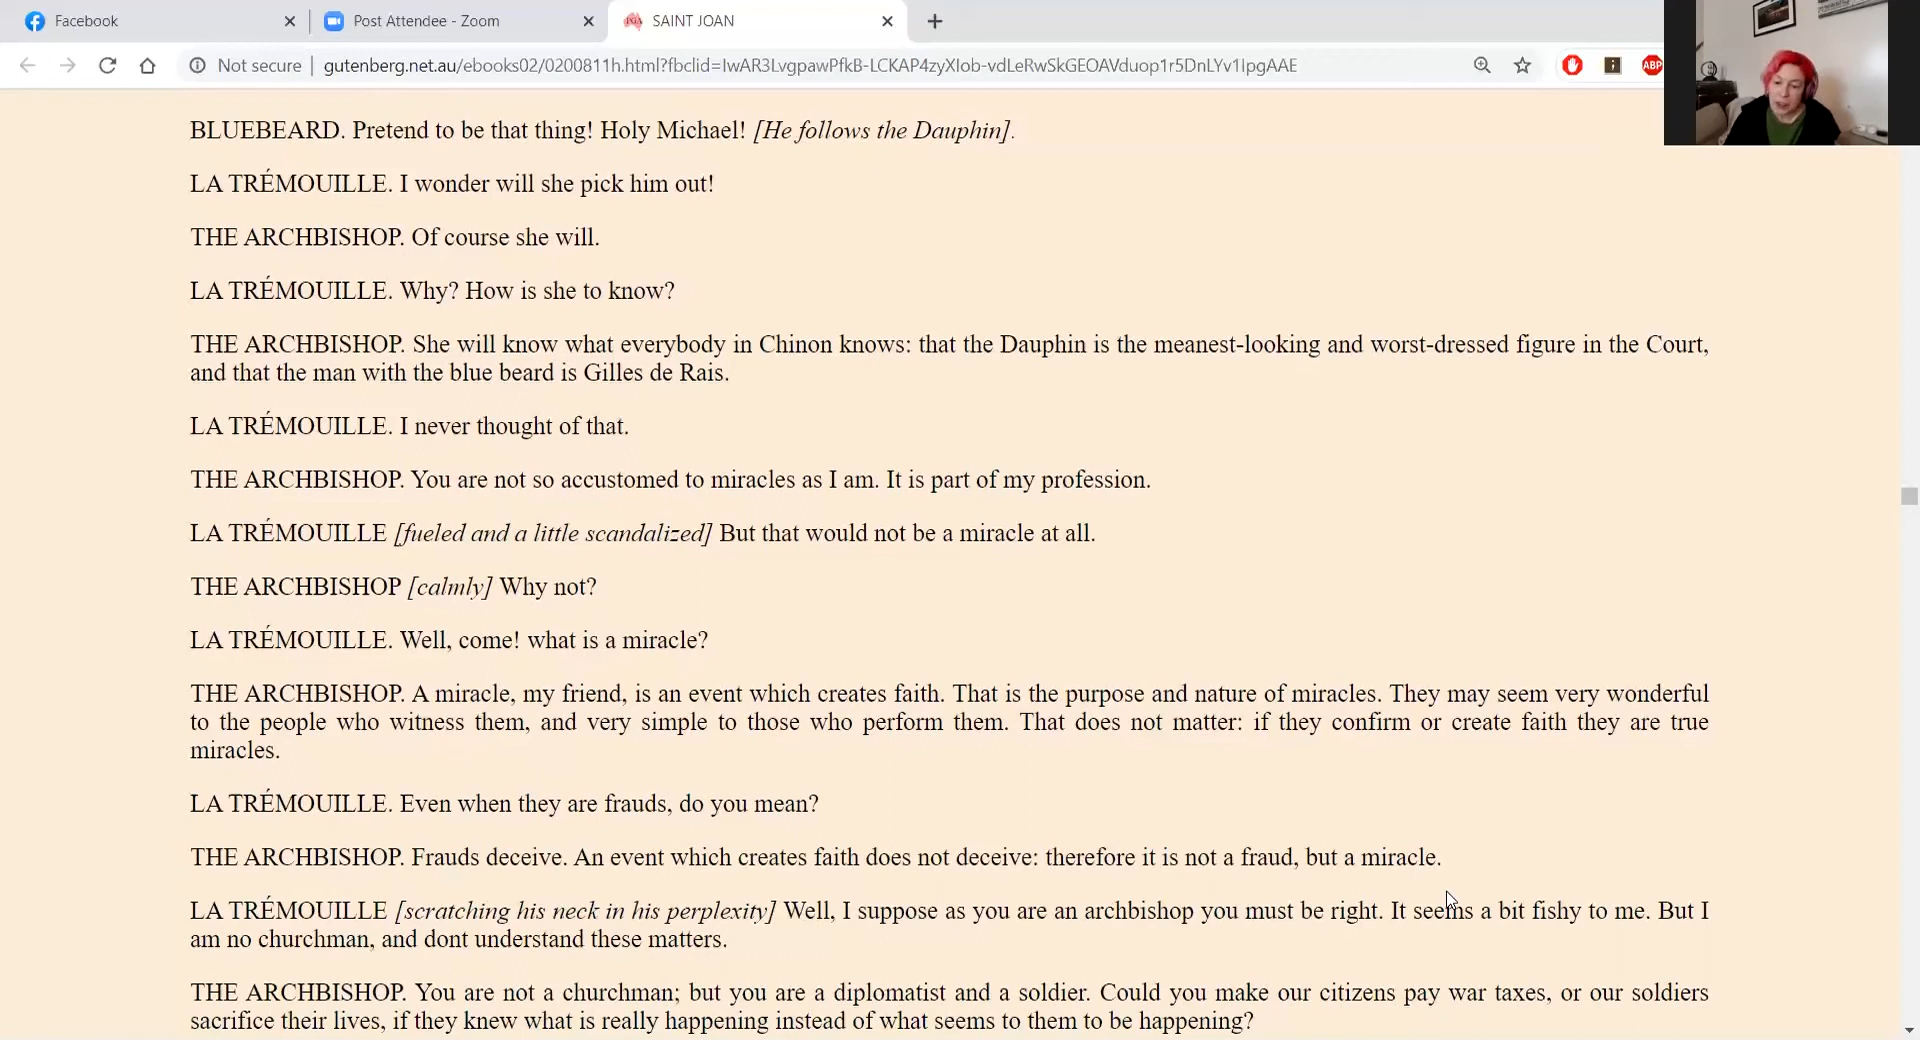 Facebook
Post Attendee - Zoom
SAINT JOAN
Not secure
gutenberg.net.au/ebooks02/0200811h.html?fbclid=IwAR3LvgpawPfkB-LCKAP4zyXIob-vdLeRwSkGEOAVduop1r5DnLYv1IpgAAE
ABP
BLUEBEARD. Pretend to be that thing! Holy Michael! [He follows the Dauphin].
LA TRÉMOUILLE. I wonder will she pick him out!
THE ARCHBISHOP. Of course she will.
LA TRÉMOUILLE. Why? How is she to know?
THE ARCHBISHOP. She will know what everybody in Chinon knows: that the Dauphin is the meanest-looking and worst-dressed figure in the Court,
and that the man with the blue beard is Gilles de Rais.
LA TRÉMOUILLE. I never thought of that.
THE ARCHBISHOP. You are not so accustomed to miracles as I am. It is part of my profession.
LA TRÉMOUILLE [fueled and a little scandalized] But that would not be a miracle at all.
THE ARCHBISHOP [calmly] Why not?
LA TRÉMOUILLE. Well, come! what is a miracle?
THE ARCHBISHOP. A miracle, my friend, is an event which creates faith. That is the purpose and nature of miracles. They may seem very wonderful
to the people who witness them, and very simple to those who perform them. That does not matter: if they confirm or create faith they are true
miracles.
LA TRÉMOUILLE. Even when they are frauds, do you mean?
THE ARCHBISHOP. Frauds deceive. An event which creates faith does not deceive: therefore it is not a fraud, but a miracle.
LA TRÉMOUILLE [scratching his neck in his perplexity] Well, I suppose as you are an archbishop you must be right. It seems a bit fishy to me. But I
am no churchman, and dont understand these matters.
THE ARCHBISHOP. You are not a churchman; but you are a diplomatist and a soldier. Could you make our citizens pay war taxes, or our soldiers
sacrifice their lives, if they knew what is really happening instead of what seems to them to be happening?